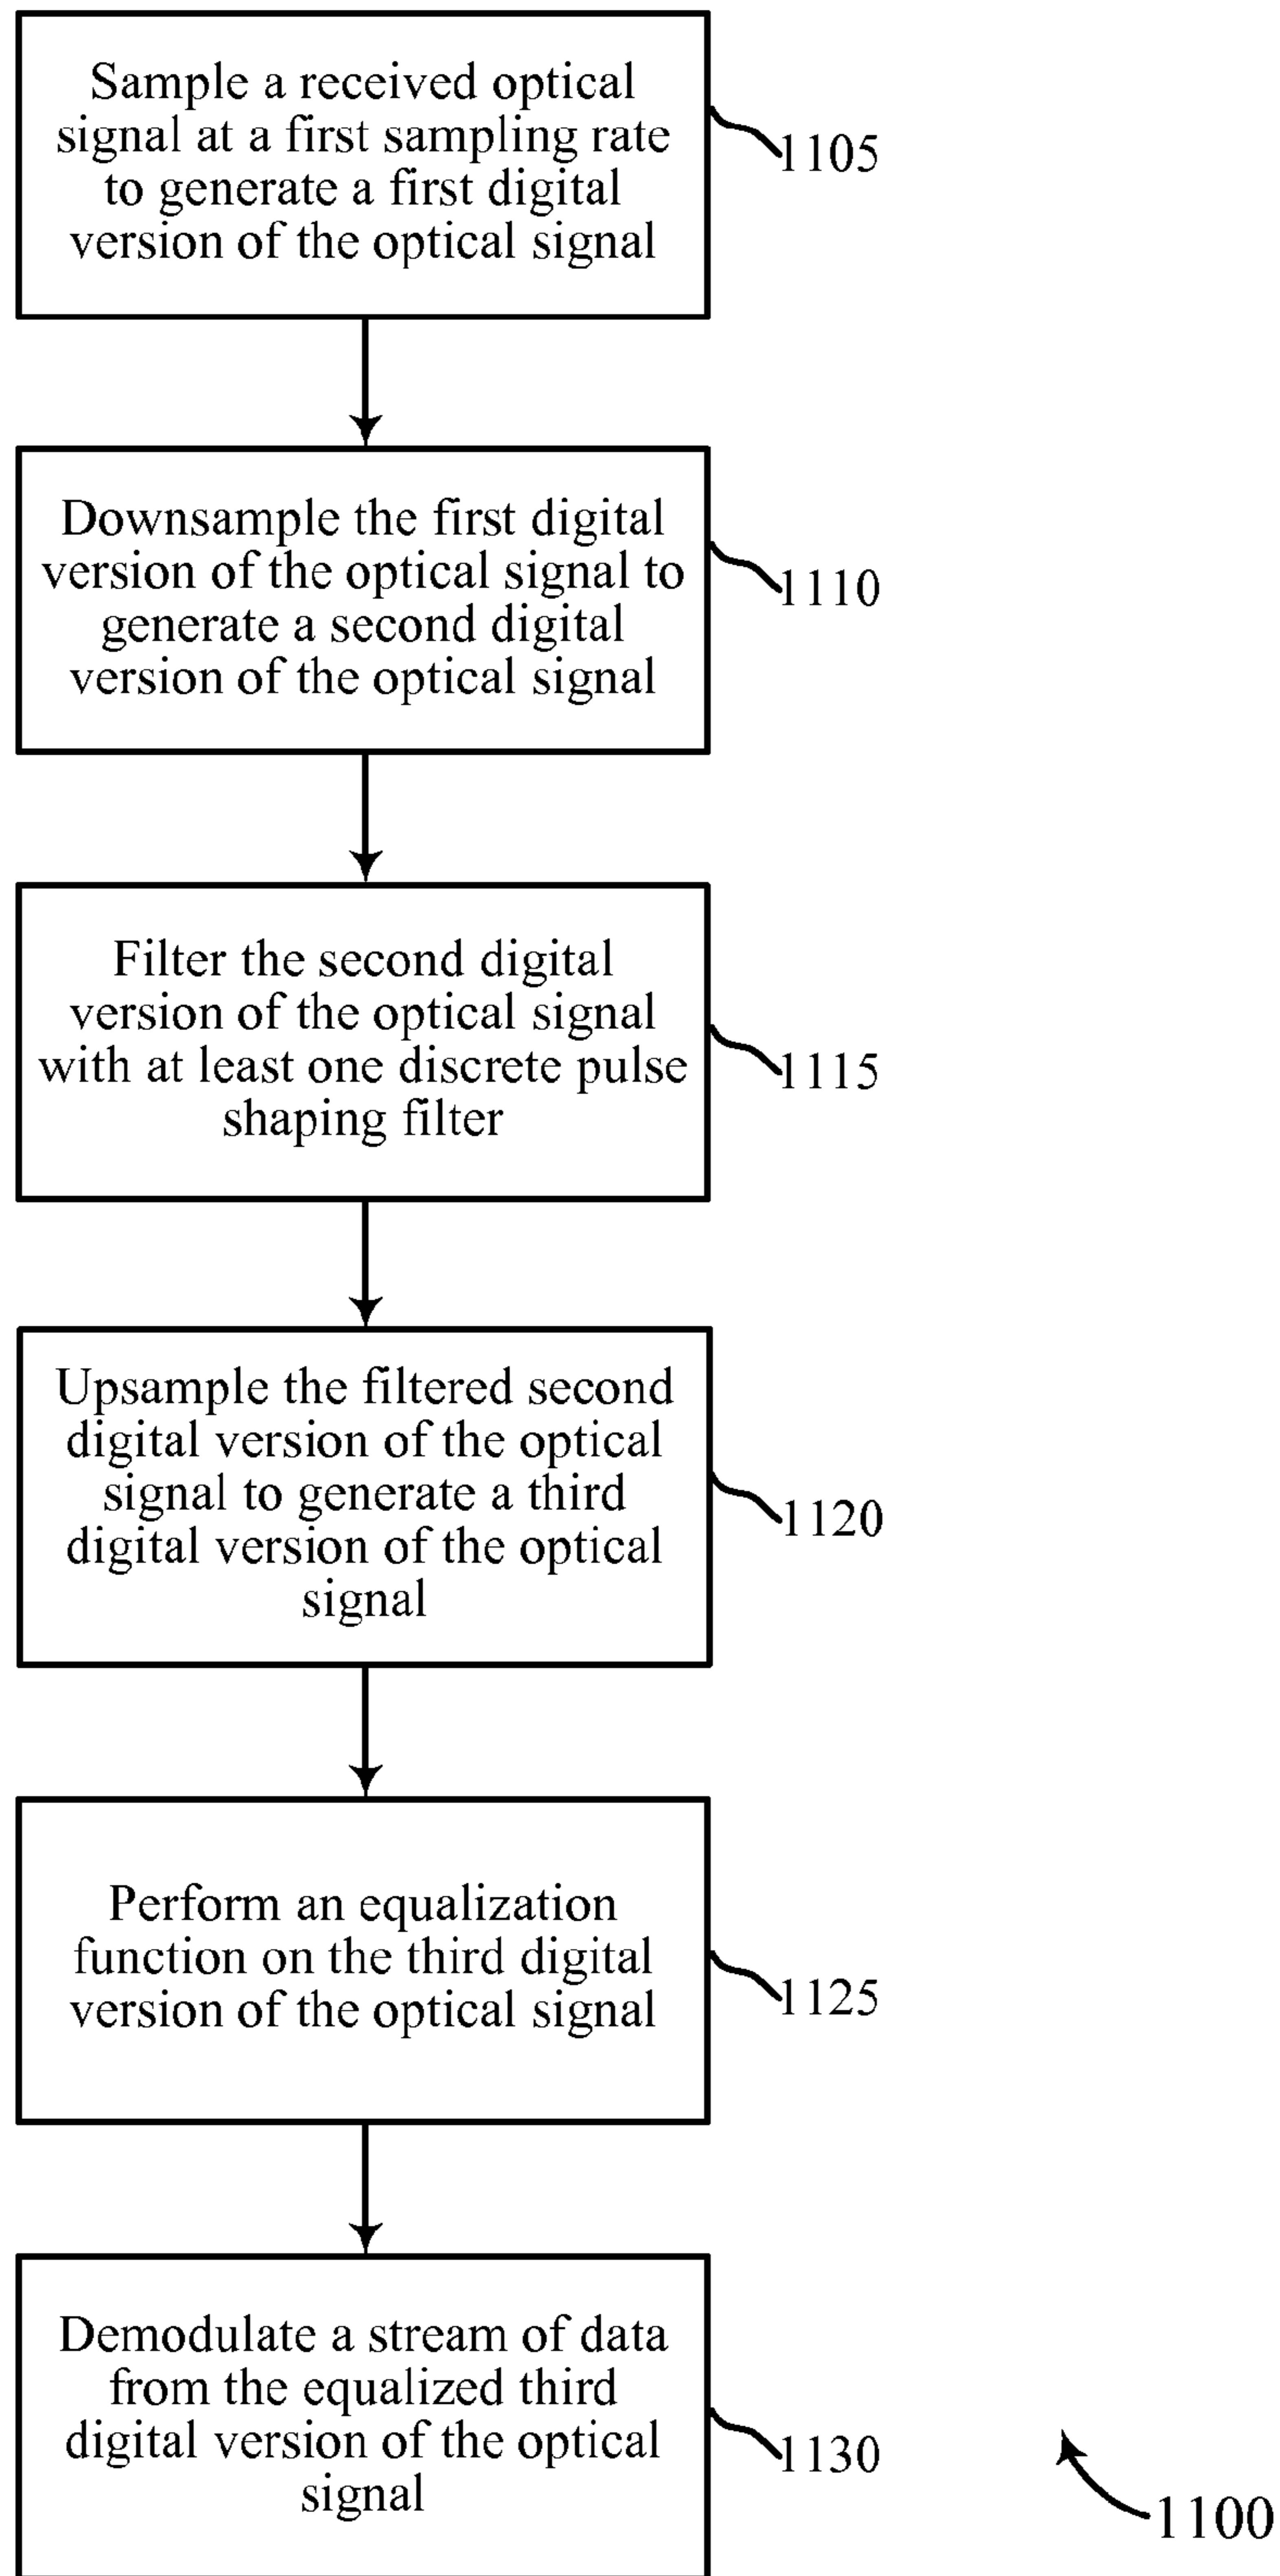 Sample a received optical
signal at a first sampling rate
to generate a first digital
version of the optical signal
1105
Downsample the first digital
version of the optical signal to
generate a second digital
version of the optical signal
1110
Filter the second digital
version of the optical signal
with at least one discrete pulse
shaping filter
1115
Upsample the filtered second
digital version of the optical
signal to generate a third
digital version of the optical
signal
1120
Perform an equalization
function on the third digital
version of the optical signal
1125
Demodulate a stream of data
from the equalized third
digital version of the optical
signal
1130
1100